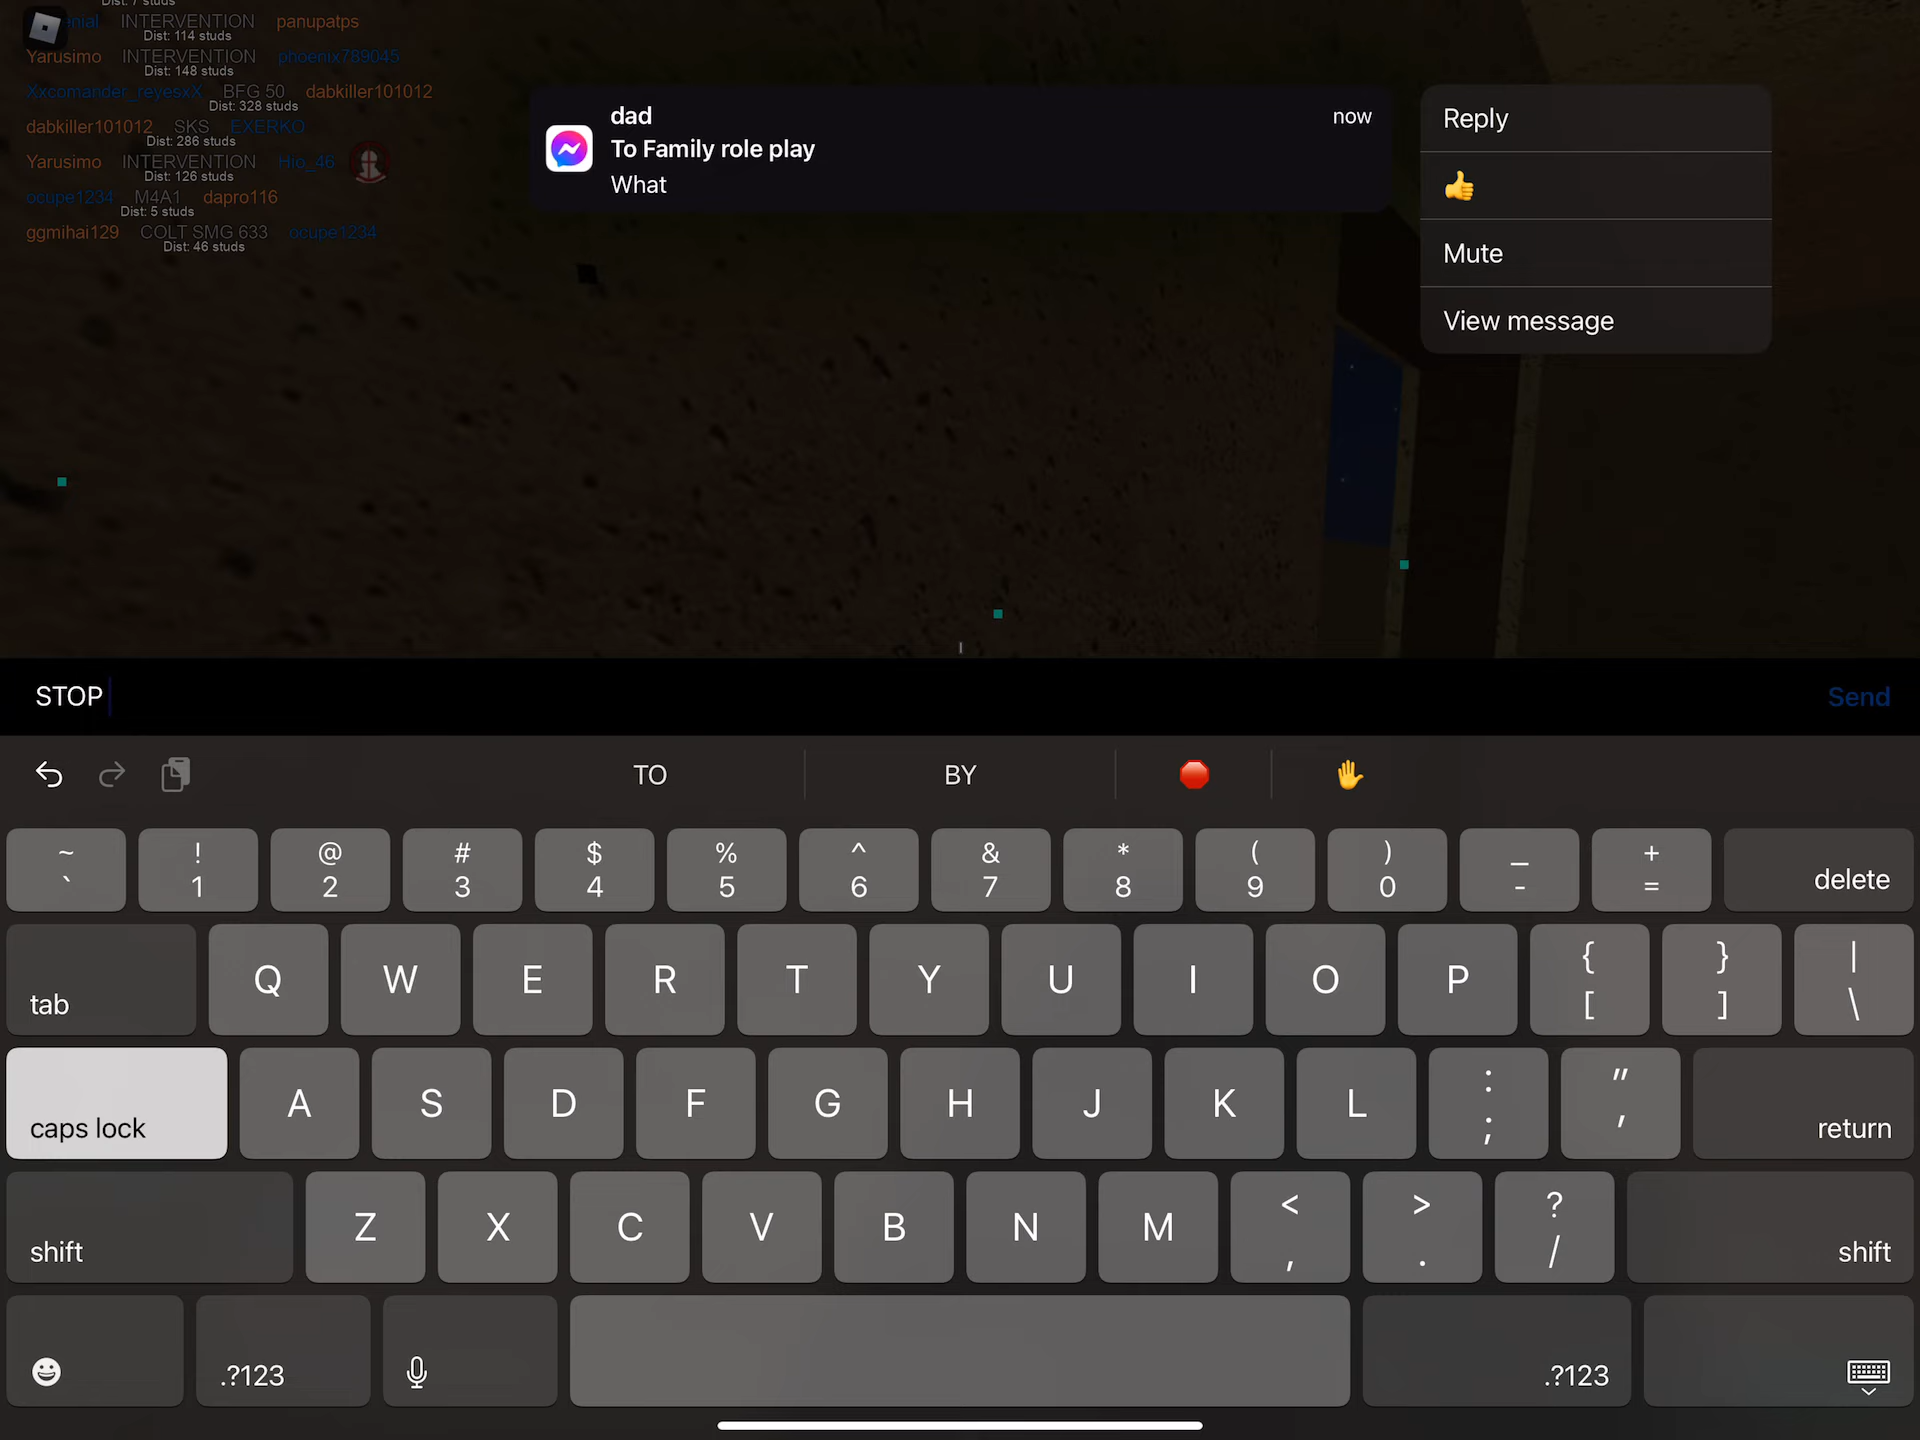 INTERVENTION panupatps
Dist: 114 studs
Yarusimo INTERVENTION phoenix789045
Dist: 148 studs
Xxcomander_reyesxX BFG 50 dabkiller101012
Dist: 328 studs
dabkiller101012 SKS EXERKO
Dist: 286 studs
Yarusimo INTERVENTION Hio_46
Dist: 126 studs
ocupe1234 M4A1 dapro116
Dist: 5 studs
ggmihai129 COLT SMG 633 ocupe1234
Dist: 46 studs
dad
now
To Family role play
What
Reply
👍
Mute
View message
STOP
Send
TO BY 🛑 ✋
~ ! @ # $ % ^ & * ( ) _ +
` 1 2 3 4 5 6 7 8 9 0 - = delete
tab Q W E R T Y U I O P { [ } ] | \
caps lock A S D F G H J K L : ; " ' return
shift Z X C V B N M < , > . ? / shift
.?123 .?123